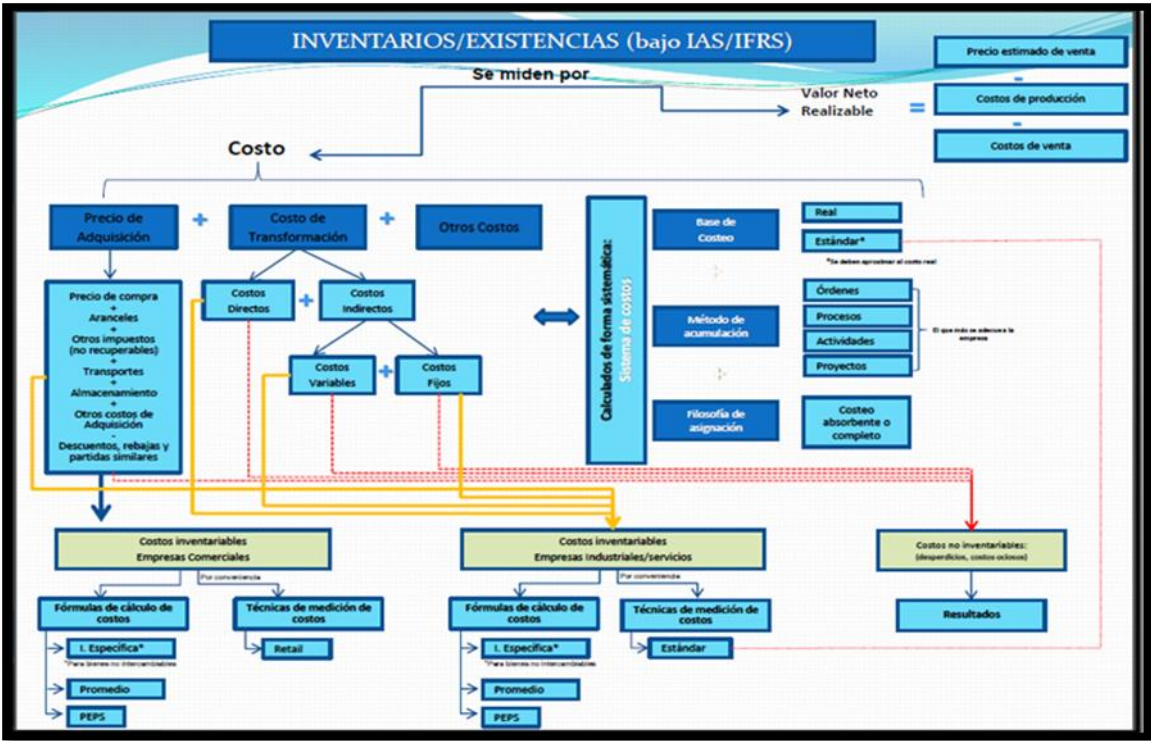 INVENTARIOS/EXISTENCIAS (bajo IAS/IFRS)
Se miden por
Valor Neto
Realizable
=
Precio estimado de venta
-
Costos de producción
-
Costos de venta
Costo
Precio de
Adquisición
+
Costo de
Transformación
+
Otros Costos
Precio de compra
+
Aranceles
+
Otros impuestos
(no recuperables)
+
Transportes
+
Almacenamiento
+
Otros costos de
Adquisición
-
Descuentos, rebajas y
partidas similares
Costos
Directos
+
Costos
Indirectos
Costos
Variables
+
Costos
Fijos
Calculados de forma sistemática:
Sistema de costos
Base de
Costeo
Real
Estándar*
*Se deben aproximar al costo real
Método de
acumulación
Órdenes
Procesos
Actividades
Proyectos
El que más se adecue a la
empresa
Filosofía de
asignación
Costeo
absorbente o
completo
Costos inventariables
Empresas Comerciales
Por conveniencia
Fórmulas de cálculo de
costos
I. Específica*
*Para bienes no intercambiables
Promedio
PEPS
Técnicas de medición de
costos
Retail
Costos inventariables
Empresas Industriales/servicios
Por conveniencia
Fórmulas de cálculo de
costos
I. Específica*
*Para bienes no intercambiables
Promedio
PEPS
Técnicas de medición de
costos
Estándar
Costos no inventariables:
(desperdicios, costos ociosos)
Resultados